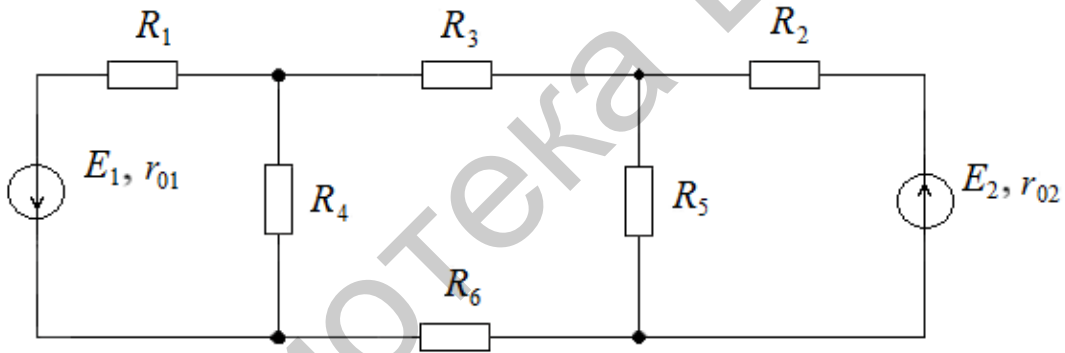 R₁
R₃
R₂
E₁, r₀₁
R₄
R₅
E₂, r₀₂
R₆